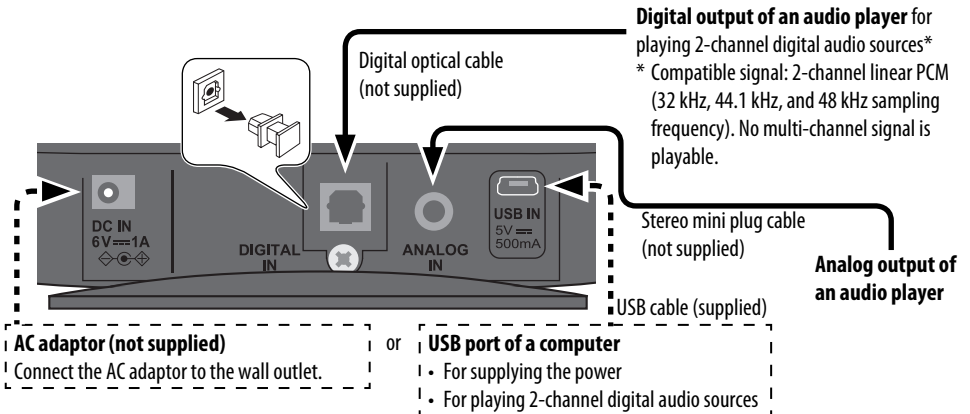 Digital output of an audio player for
playing 2-channel digital audio sources*
* Compatible signal: 2-channel linear PCM
(32 kHz, 44.1 kHz, and 48 kHz sampling
frequency). No multi-channel signal is
playable.
Digital optical cable
(not supplied)
DC IN
6V⎓1A
DIGITAL
IN
ANALOG
IN
USB IN
5V⎓
500mA
Stereo mini plug cable
(not supplied)
Analog output of
an audio player
USB cable (supplied)
AC adaptor (not supplied)
Connect the AC adaptor to the wall outlet.
or
USB port of a computer
• For supplying the power
• For playing 2-channel digital audio sources